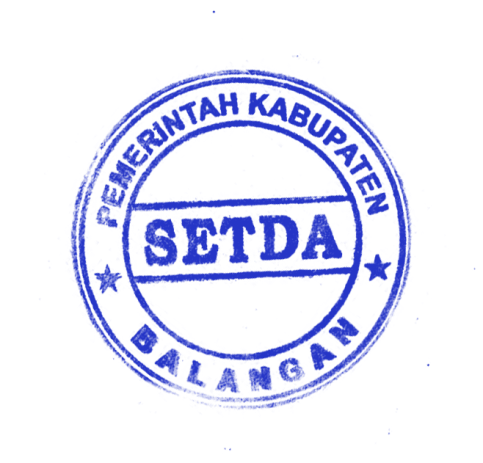 PEMERINTAH KABUPATEN
SETDA
BALANGAN